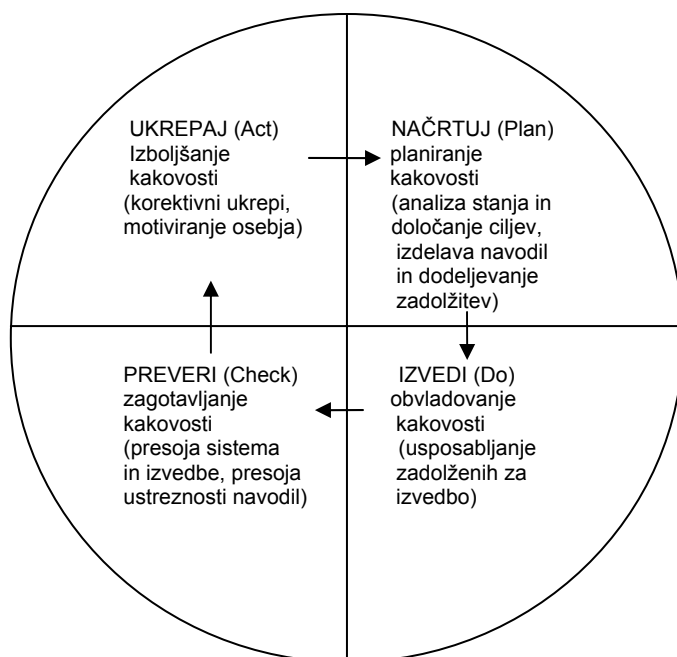 UKREPAJ (Act)
Izboljšanje
kakovosti
(korektivni ukrepi,
motiviranje osebja)
NAČRTUJ (Plan)
planiranje
kakovosti
(analiza stanja in
določanje ciljev,
izdelava navodil
in dodeljevanje
zadolžitev)
PREVERI (Check)
zagotavljanje
kakovosti
(presoja sistema
in izvedbe, presoja
ustreznosti navodil)
IZVEDI (Do)
obvladovanje
kakovosti
(usposabljanje
zadolženih za
izvedbo)